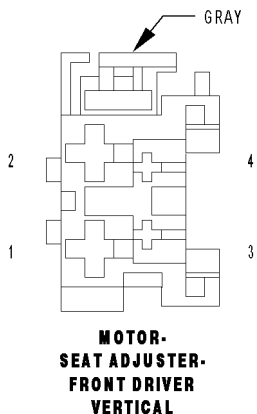 GRAY
2
4
1
3
MOTOR-
SEAT ADJUSTER-
FRONT DRIVER
VERTICAL